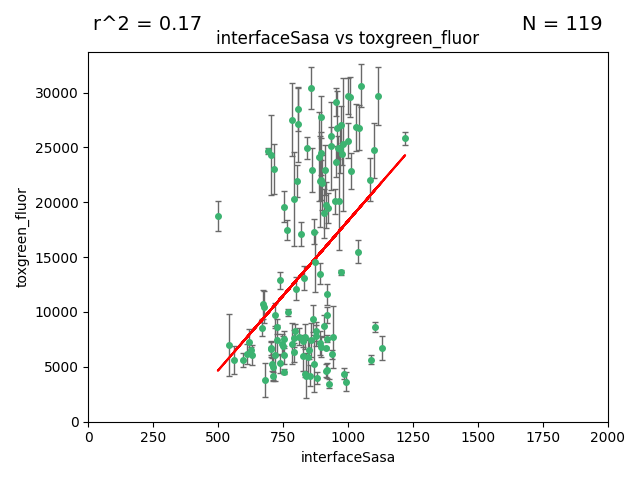 r^2 = 0.17
N = 119
interfaceSasa vs toxgreen_fluor
30000
25000
20000
15000
10000
5000
0
toxgreen_fluor
0 250 500 750 1000 1250 1500 1750 2000
interfaceSasa